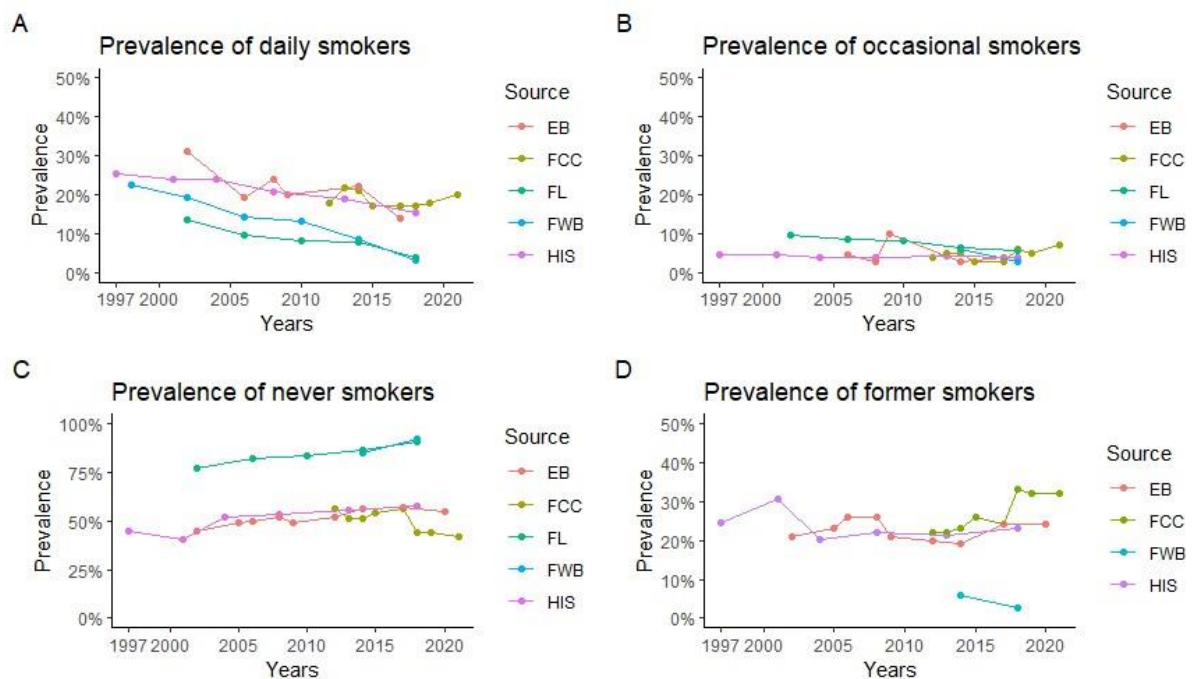 A
Prevalence of daily smokers
50%
40%
30%
20%
10%
0%
Prevalence
1997 2000 2005 2010 2015 2020
Years
Source
EB
FCC
FL
FWB
HIS
B
Prevalence of occasional smokers
50%
40%
30%
20%
10%
0%
Prevalence
1997 2000 2005 2010 2015 2020
Years
Source
EB
FCC
FL
FWB
HIS
C
Prevalence of never smokers
100%
75%
50%
25%
0%
Prevalence
1997 2000 2005 2010 2015 2020
Years
Source
EB
FCC
FL
FWB
HIS
D
Prevalence of former smokers
50%
40%
30%
20%
10%
0%
Prevalence
1997 2000 2005 2010 2015 2020
Years
Source
EB
FCC
FWB
HIS